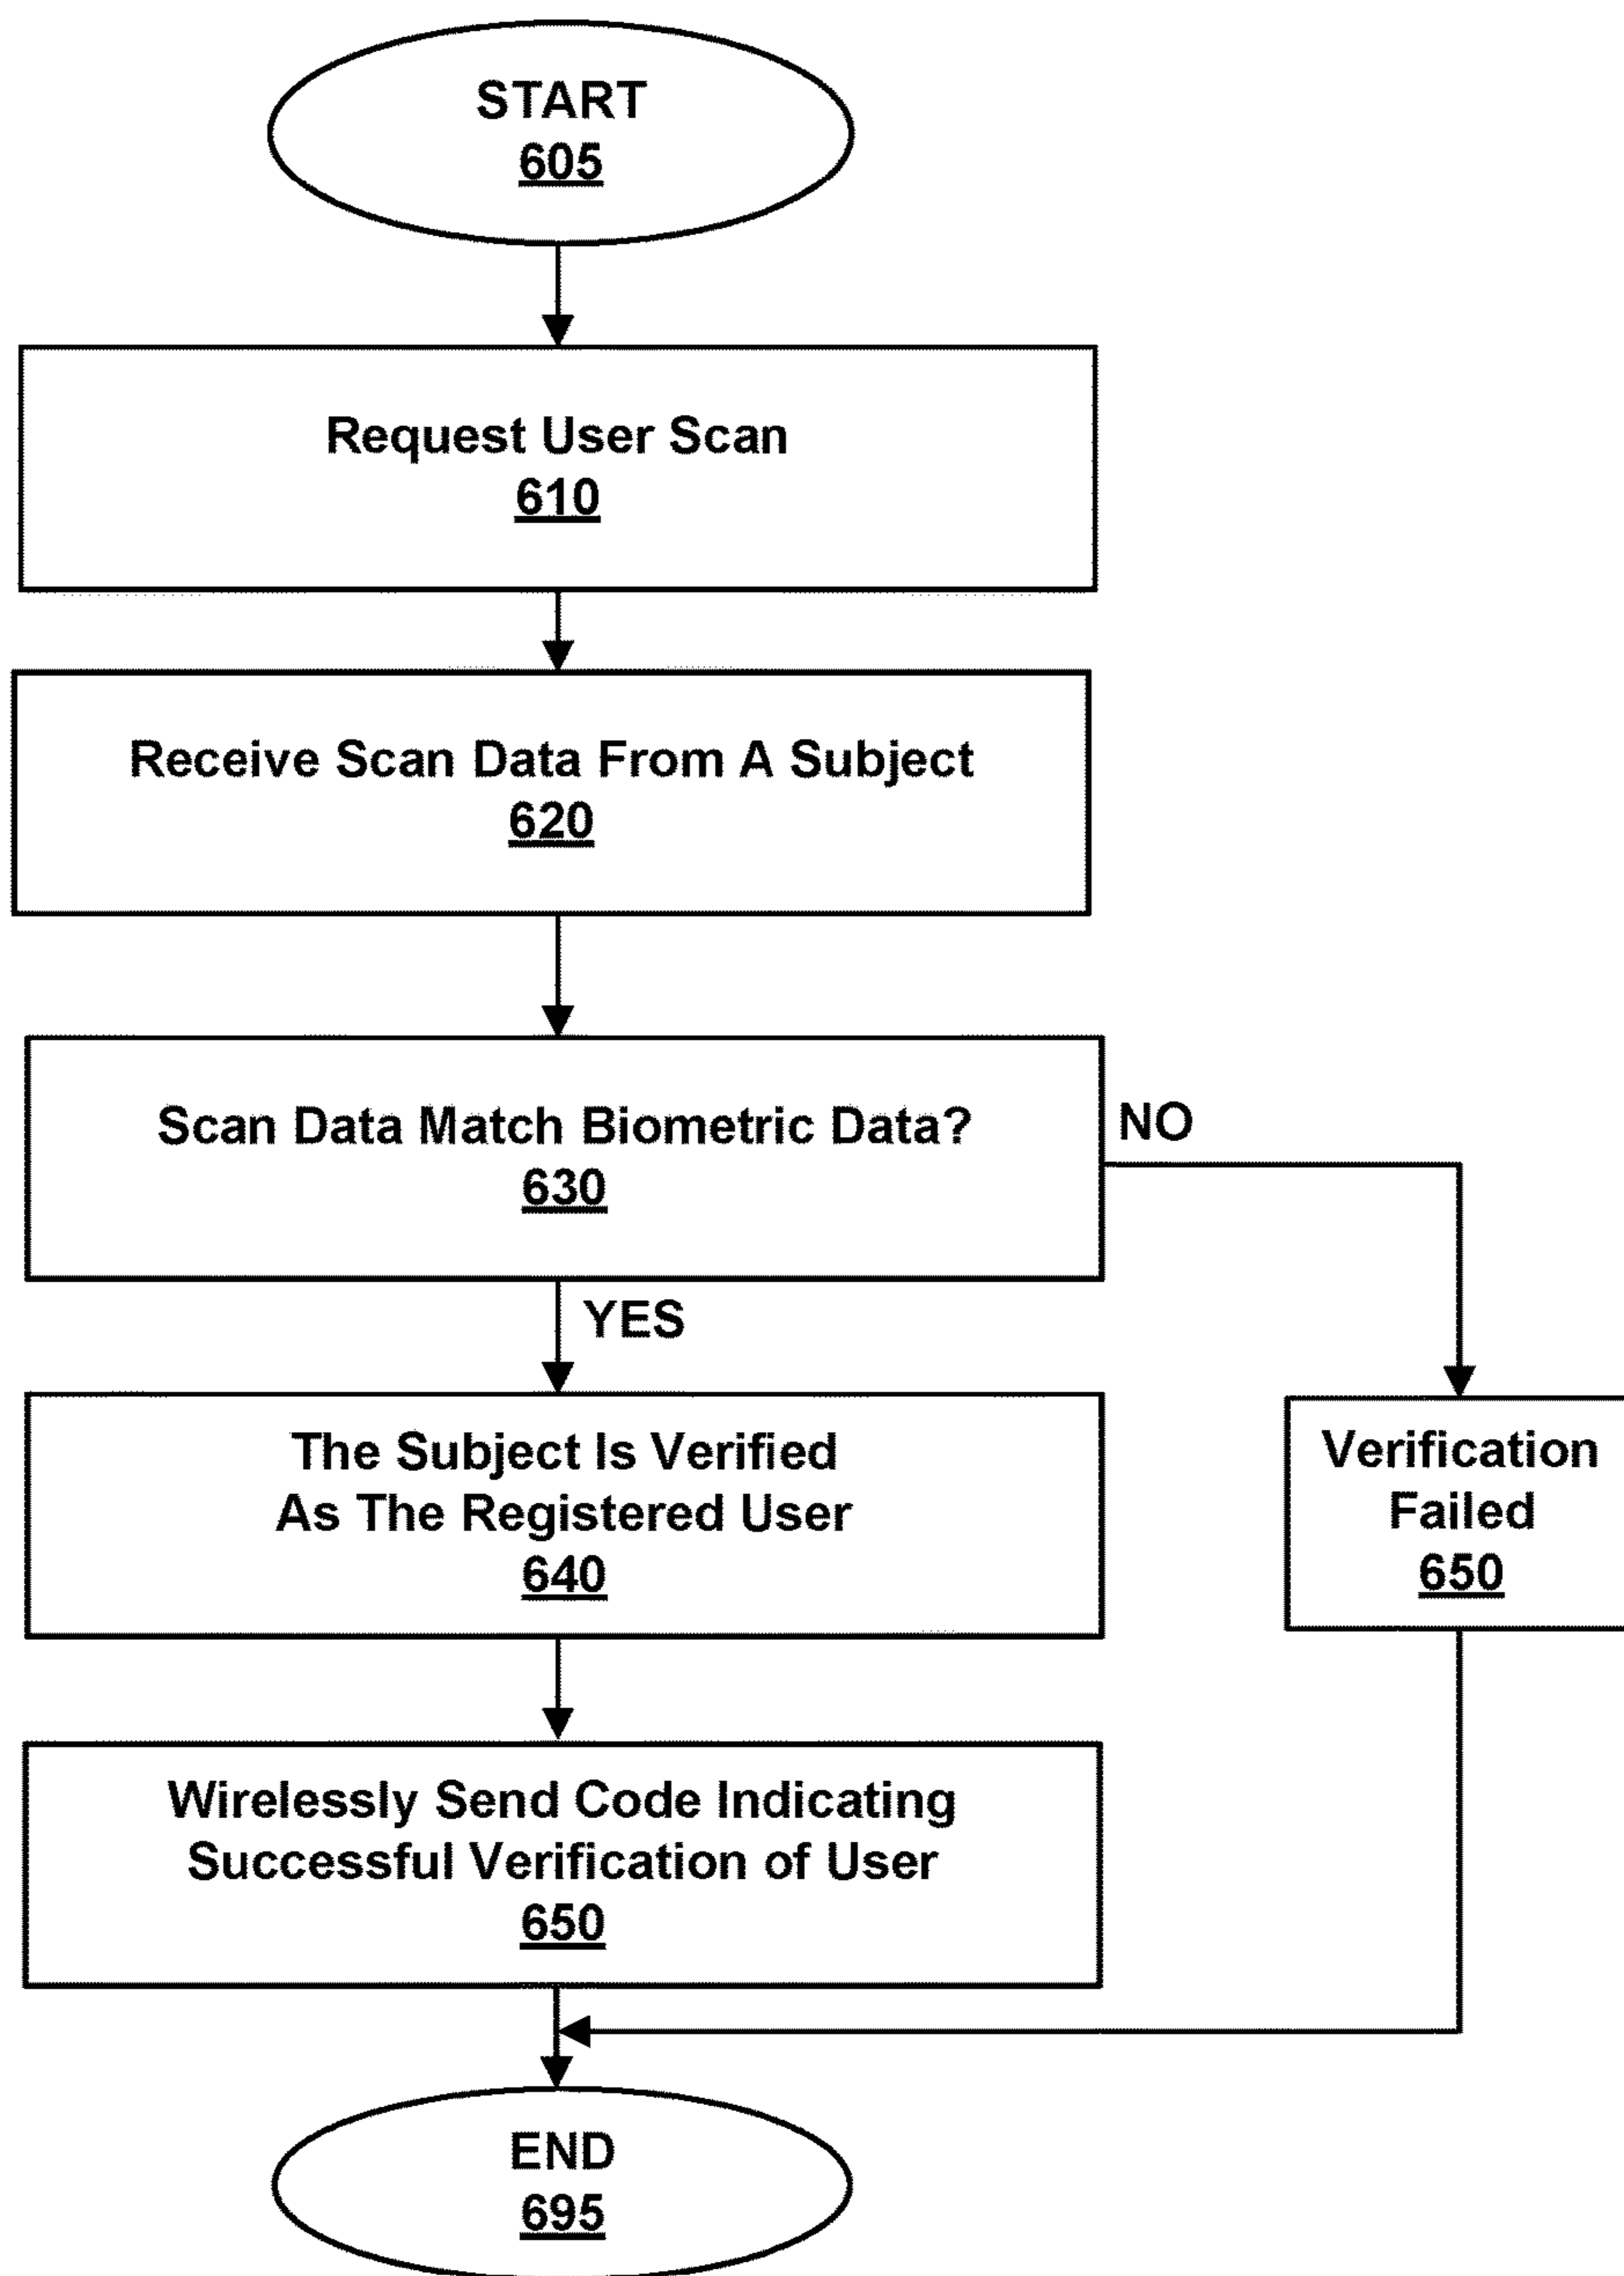 START
605
Request User Scan
610
Receive Scan Data From A Subject
620
Scan Data Match Biometric Data?
630
NO
YES
The Subject Is Verified
As The Registered User
640
Verification
Failed
650
Wirelessly Send Code Indicating
Successful Verification of User
650
END
695